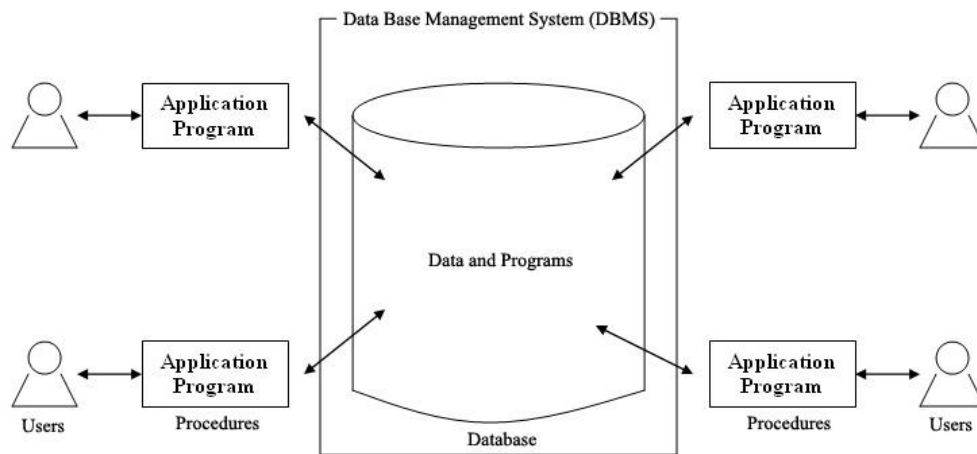 Data Base Management System (DBMS)
Application
Program
Application
Program
Data and Programs
Application
Program
Application
Program
Users
Procedures
Database
Procedures
Users